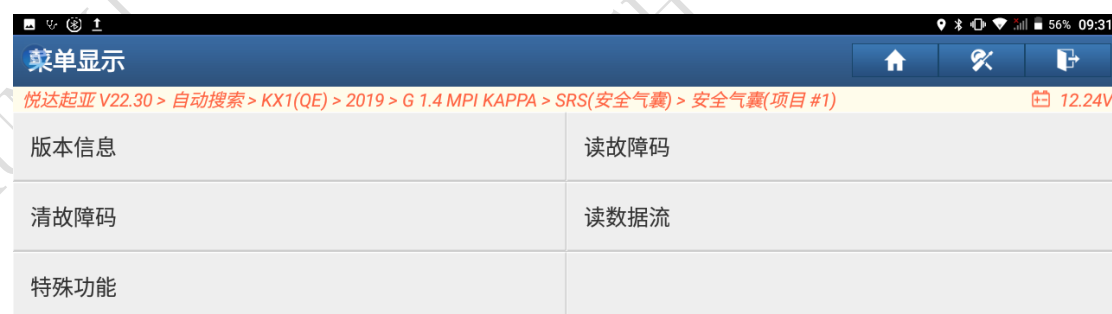 56% 09:31
菜单显示
悦达起亚 V22.30 > 自动搜索 > KX1(QE) > 2019 > G 1.4 MPI KAPPA > SRS(安全气囊) > 安全气囊(项目 #1) 12.24V
版本信息 读故障码
清故障码 读数据流
特殊功能